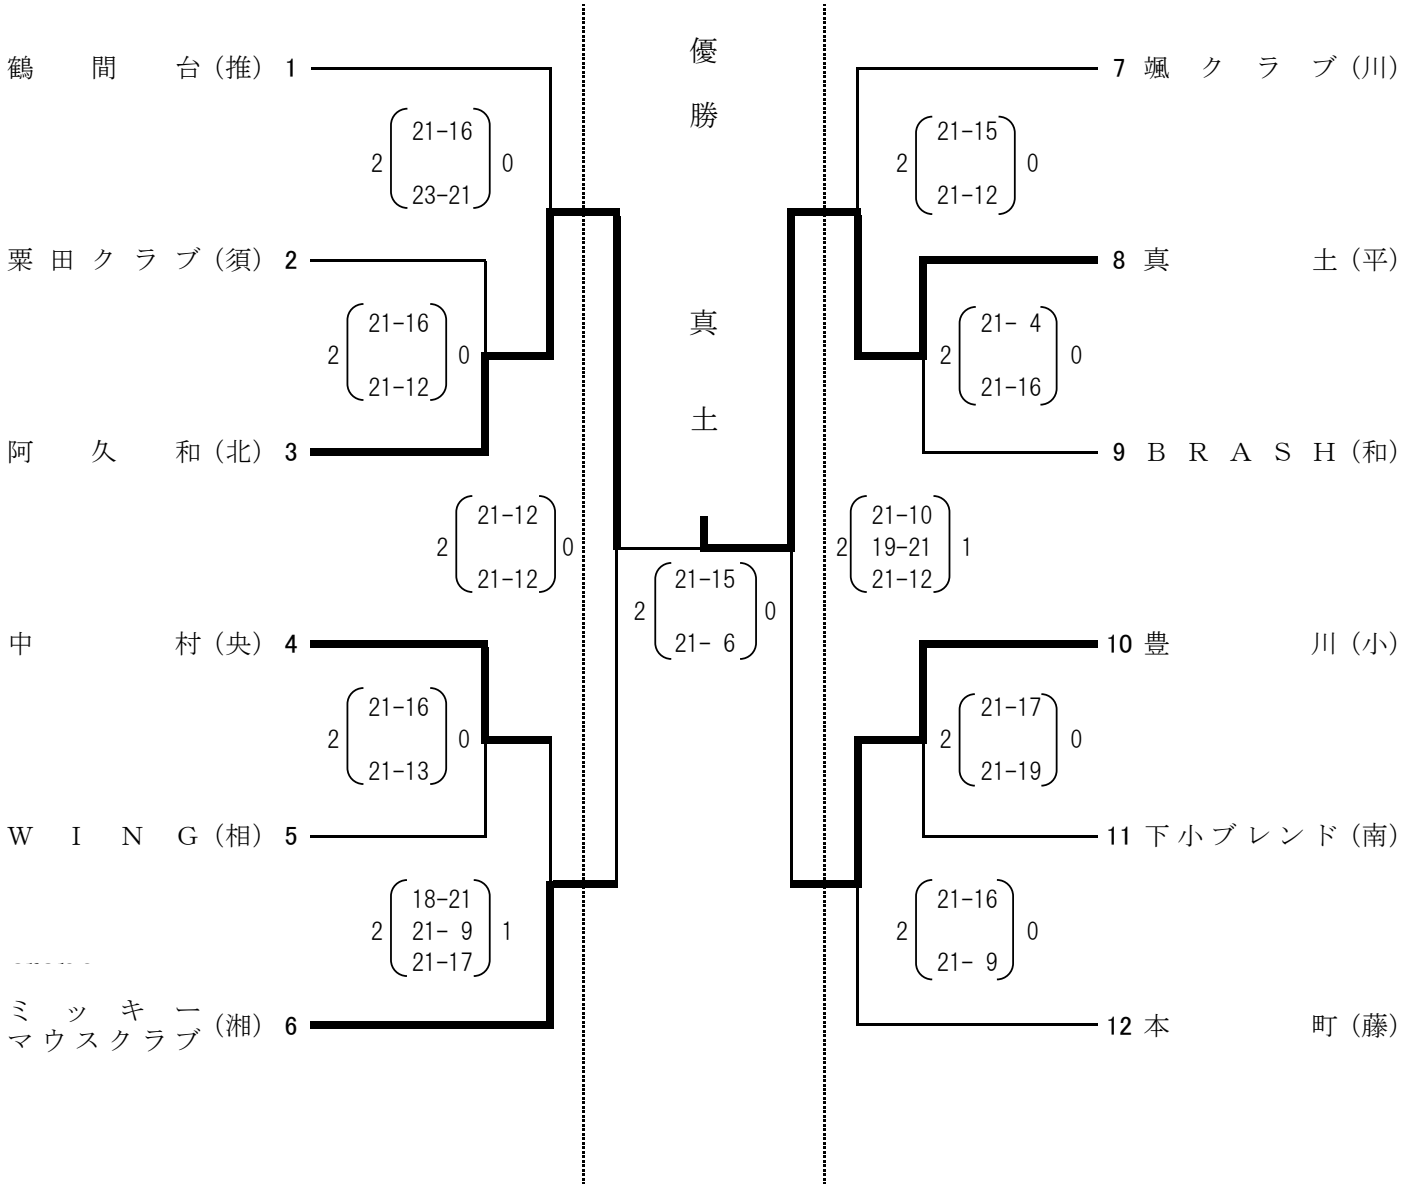 優
勝
真
土
鶴間台（推） 1
2 21-16 0
23-21
粟田クラブ（須） 2
2 21-16 0
21-12
阿久和（北） 3
2 21-12 0
21-12
中村（央） 4
2 21-16 0
21-13
WING（相） 5
18-21
2 21- 9 1
21-17
ミッキー
マウスクラブ（湘） 6
21-15
2 0
21- 6
7 颯クラブ（川）
21-15
2 0
21-12
8 真土（平）
21- 4
2 0
21-16
9 BRASH（和）
21-10
2 19-21 1
21-12
10 豊川（小）
21-17
2 0
21-19
11 下小ブレンド（南）
21-16
2 0
21- 9
12 本町（藤）